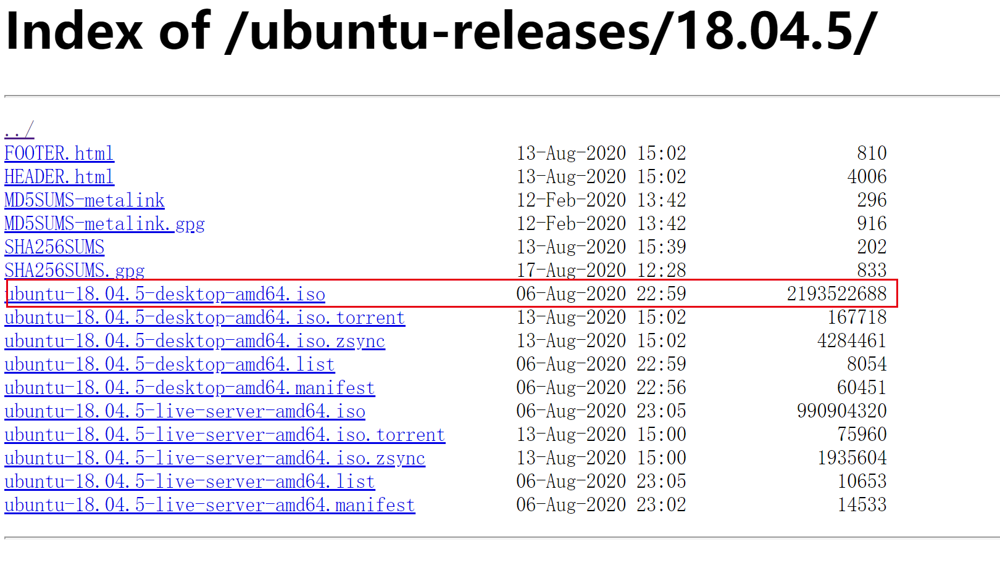 Index of /ubuntu-releases/18.04.5/
../
FOOTER.html 13-Aug-2020 15:02 810
HEADER.html 13-Aug-2020 15:02 4006
MD5SUMS-metalink 12-Feb-2020 13:42 296
MD5SUMS-metalink.gpg 12-Feb-2020 13:42 916
SHA256SUMS 13-Aug-2020 15:39 202
SHA256SUMS.gpg 17-Aug-2020 12:28 833
ubuntu-18.04.5-desktop-amd64.iso 06-Aug-2020 22:59 2193522688
ubuntu-18.04.5-desktop-amd64.iso.torrent 13-Aug-2020 15:02 167718
ubuntu-18.04.5-desktop-amd64.iso.zsync 13-Aug-2020 15:02 4284461
ubuntu-18.04.5-desktop-amd64.list 06-Aug-2020 22:59 8054
ubuntu-18.04.5-desktop-amd64.manifest 06-Aug-2020 22:56 60451
ubuntu-18.04.5-live-server-amd64.iso 06-Aug-2020 23:05 990904320
ubuntu-18.04.5-live-server-amd64.iso.torrent 13-Aug-2020 15:00 75960
ubuntu-18.04.5-live-server-amd64.iso.zsync 13-Aug-2020 15:00 1935604
ubuntu-18.04.5-live-server-amd64.list 06-Aug-2020 23:05 10653
ubuntu-18.04.5-live-server-amd64.manifest 06-Aug-2020 23:02 14533